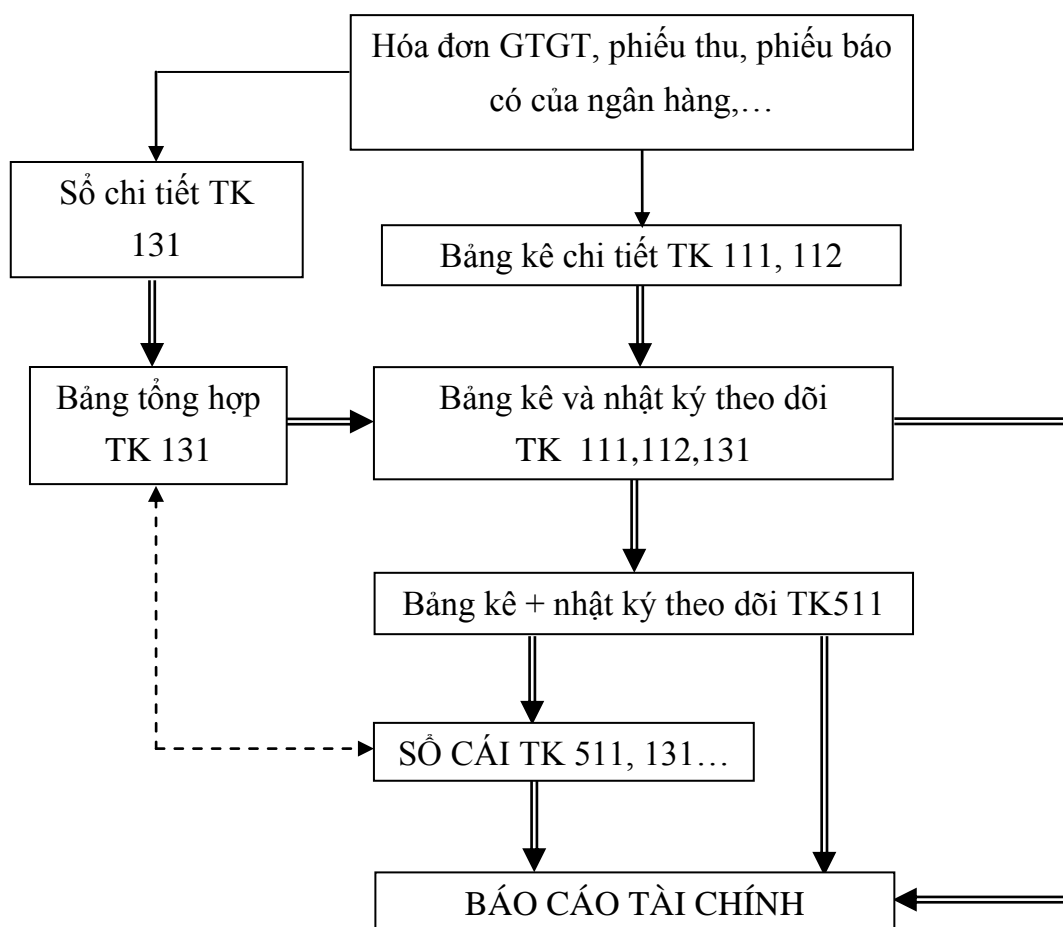 Hóa đơn GTGT, phiếu thu, phiếu báo
có của ngân hàng,…
Sổ chi tiết TK
131
Bảng kê chi tiết TK 111, 112
Bảng tổng hợp
TK 131
Bảng kê và nhật ký theo dõi
TK 111,112,131
Bảng kê + nhật ký theo dõi TK511
SỔ CÁI TK 511, 131…
BÁO CÁO TÀI CHÍNH